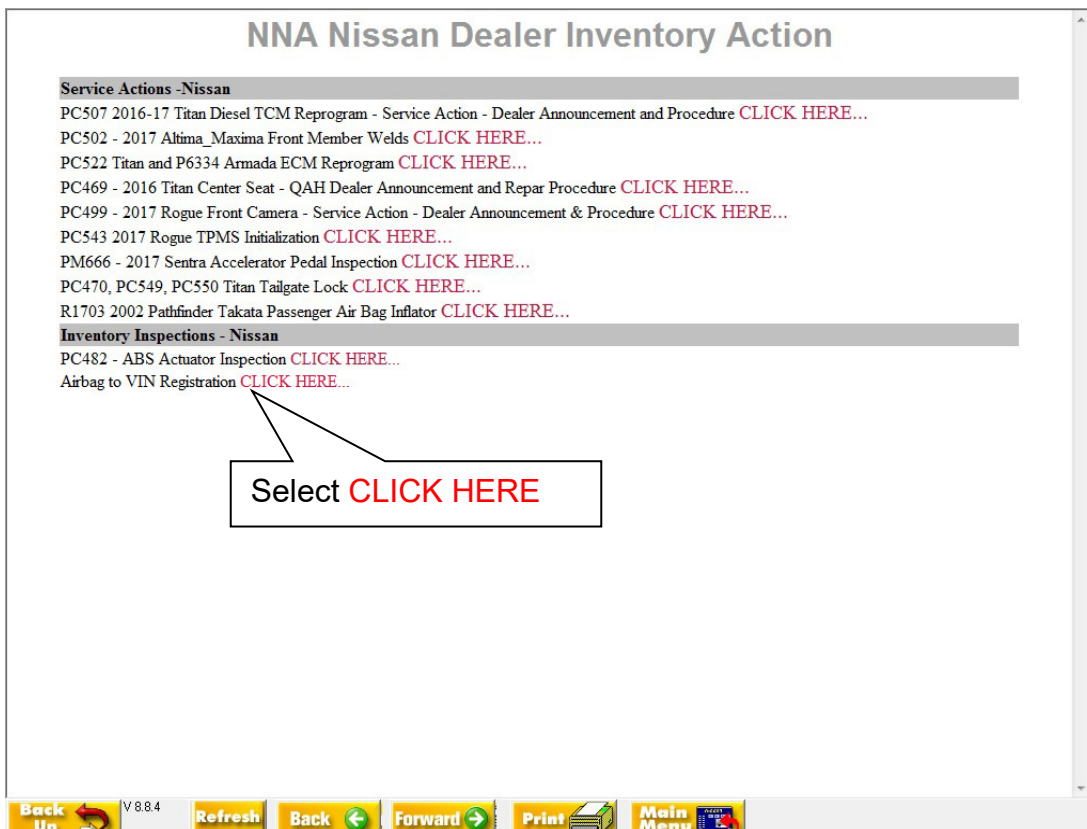 NNA Nissan Dealer Inventory Action
Service Actions -Nissan
PC507 2016-17 Titan Diesel TCM Reprogram - Service Action - Dealer Announcement and Procedure CLICK HERE...
PC502 - 2017 Altima_Maxima Front Member Welds CLICK HERE...
PC522 Titan and P6334 Armada ECM Reprogram CLICK HERE...
PC469 - 2016 Titan Center Seat - QAH Dealer Announcement and Repar Procedure CLICK HERE...
PC499 - 2017 Rogue Front Camera - Service Action - Dealer Announcement & Procedure CLICK HERE...
PC543 2017 Rogue TPMS Initialization CLICK HERE...
PM666 - 2017 Sentra Accelerator Pedal Inspection CLICK HERE...
PC470, PC549, PC550 Titan Tailgate Lock CLICK HERE...
R1703 2002 Pathfinder Takata Passenger Air Bag Inflator CLICK HERE...
Inventory Inspections - Nissan
PC482 - ABS Actuator Inspection CLICK HERE...
Airbag to VIN Registration CLICK HERE...
Select CLICK HERE
Back Up V 8.8.4 Refresh Back Forward Print Main Menu